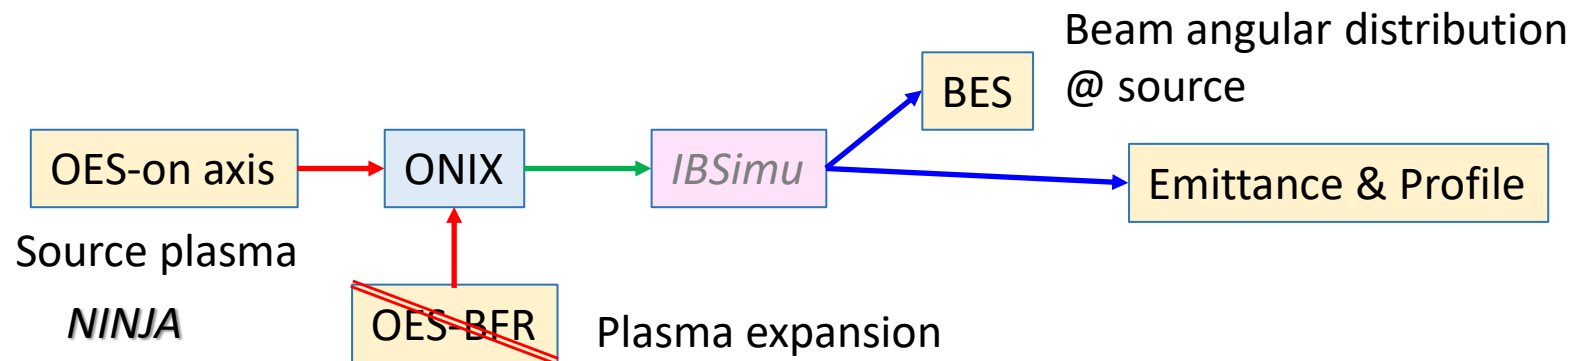 Beam angular distribution
@ source
BES
OES-on axis
ONIX
IBSimu
Emittance & Profile
Source plasma
NINJA
OES-BFR
Plasma expansion